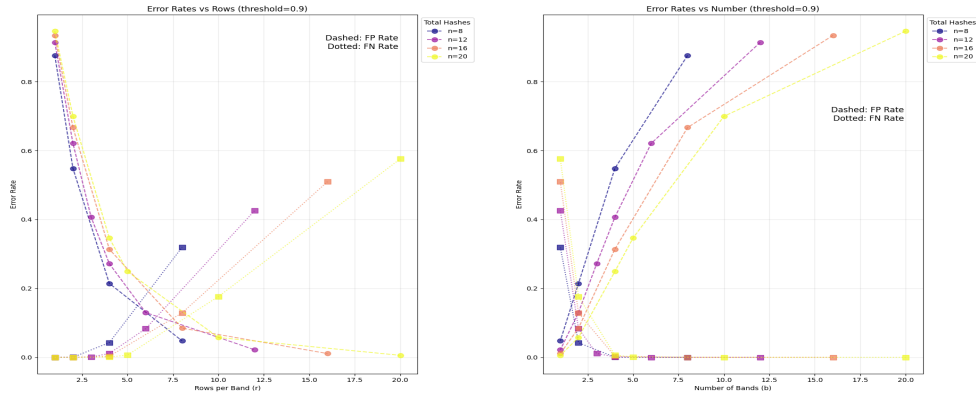 Error Rates vs Rows (threshold=0.9)
Dashed: FP Rate
Dotted: FN Rate
Total Hashes
n=8
n=12
n=16
n=20
Error Rate
0.8
0.6
0.4
0.2
0.0
2.5 5.0 7.5 10.0 12.5 15.0 17.5 20.0
Rows per Band (r)
Error Rates vs Number (threshold=0.9)
Dashed: FP Rate
Dotted: FN Rate
Total Hashes
n=8
n=12
n=16
n=20
Error Rate
0.8
0.6
0.4
0.2
0.0
2.5 5.0 7.5 10.0 12.5 15.0 17.5 20.0
Number of Bands (b)